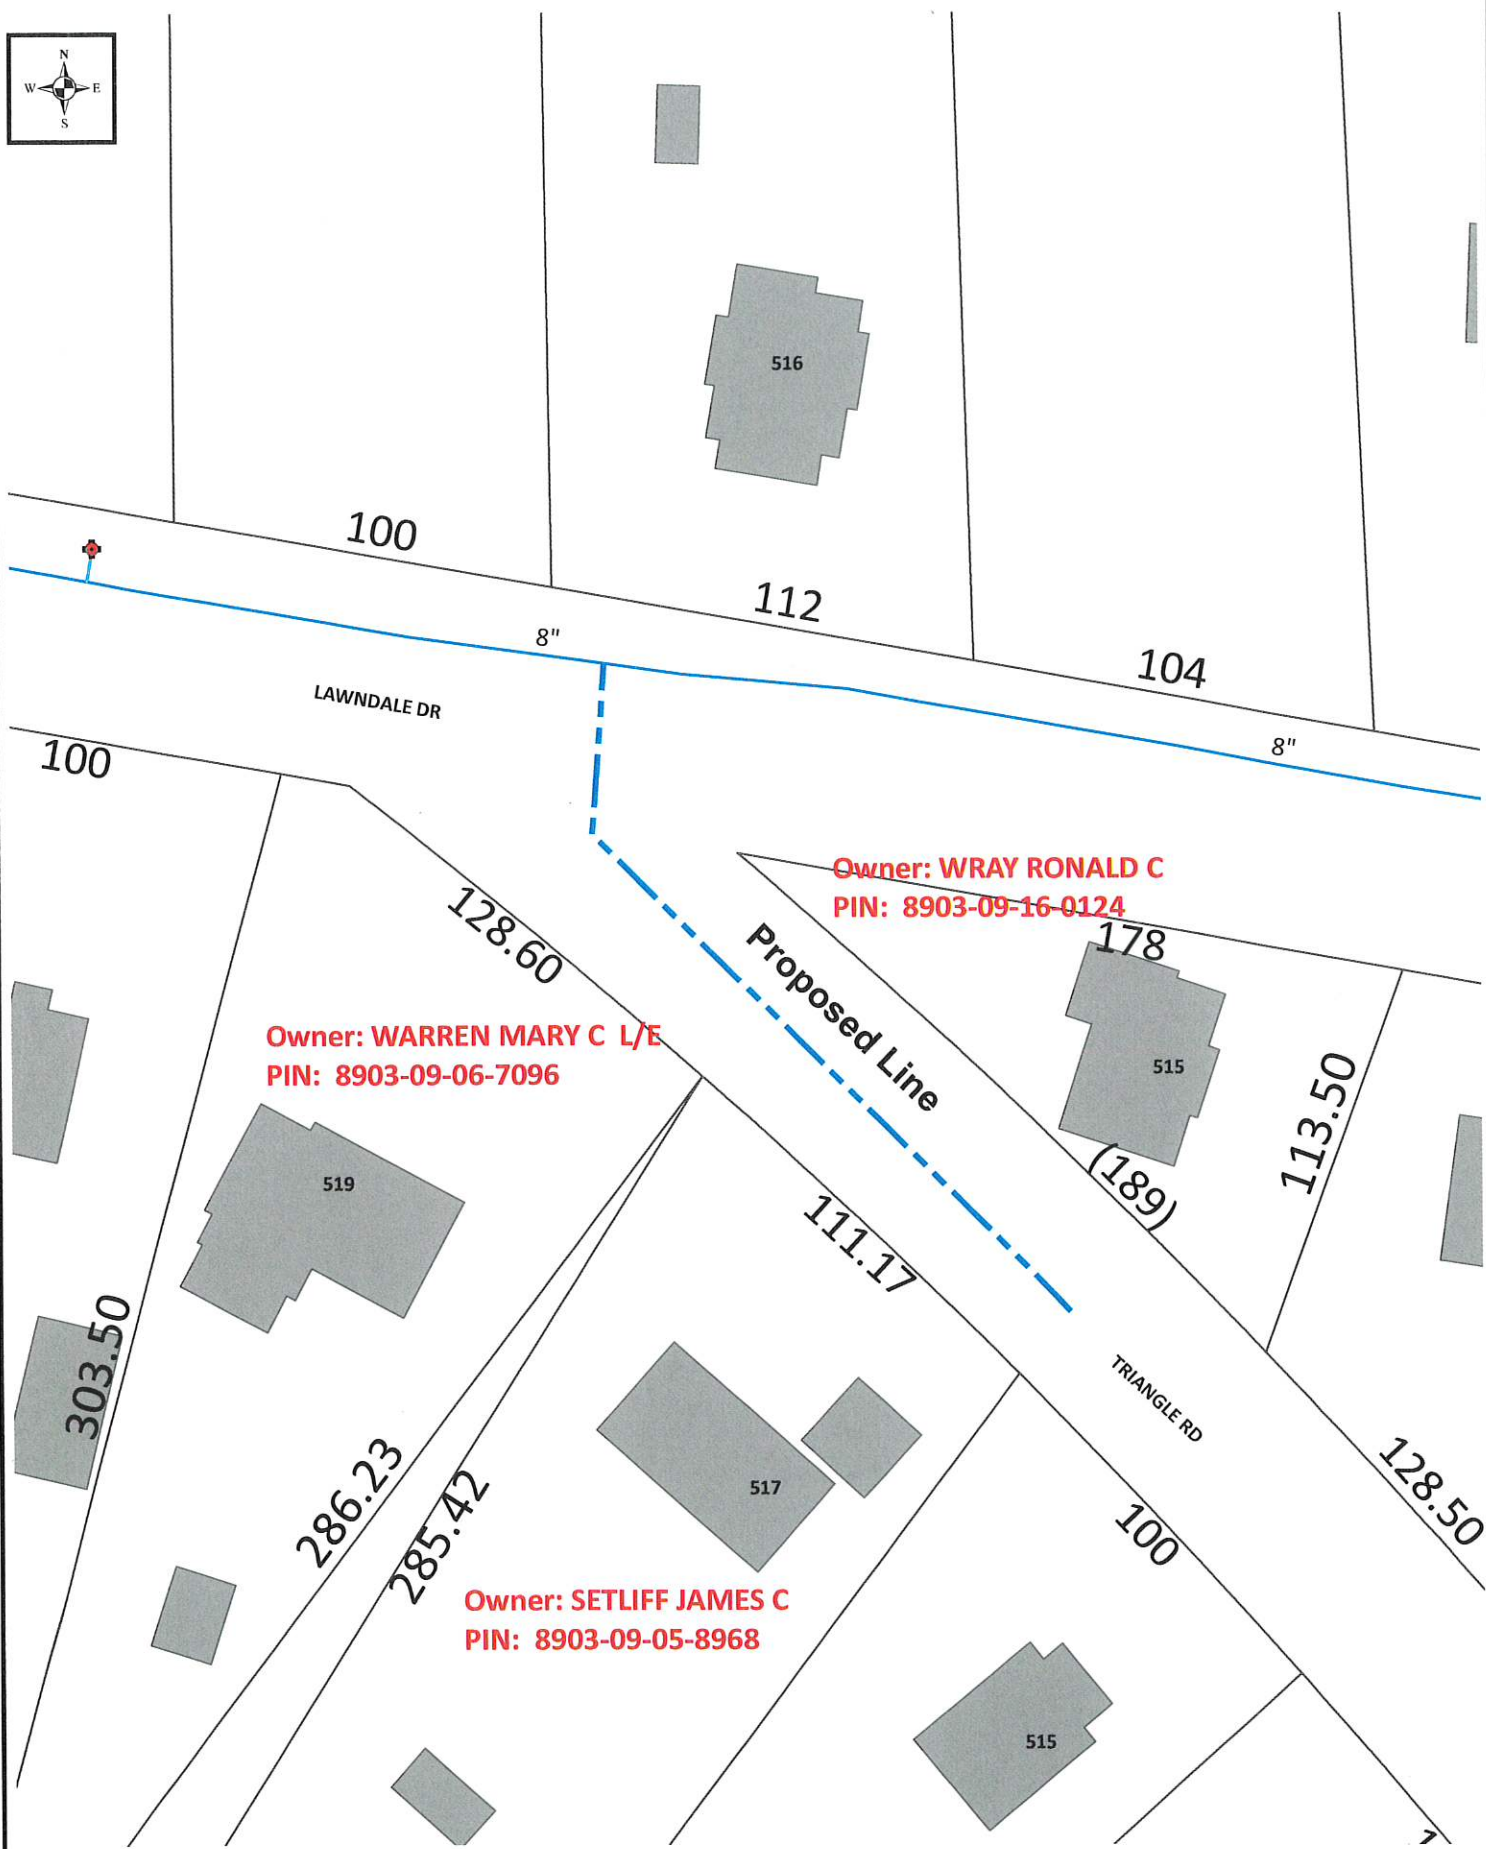 N
W E
S
516
100
112
8"
104
LAWNDALE DR
8"
100
Owner: WRAY RONALD C
PIN: 8903-09-16-0124
128.60
178
Proposed Line
Owner: WARREN MARY C L/E
PIN: 8903-09-06-7096
515
113.50
519
(189)
111.17
303.50
TRIANGLE RD
286.23
285.42
517
128.50
100
Owner: SETLIFF JAMES C
PIN: 8903-09-05-8968
515